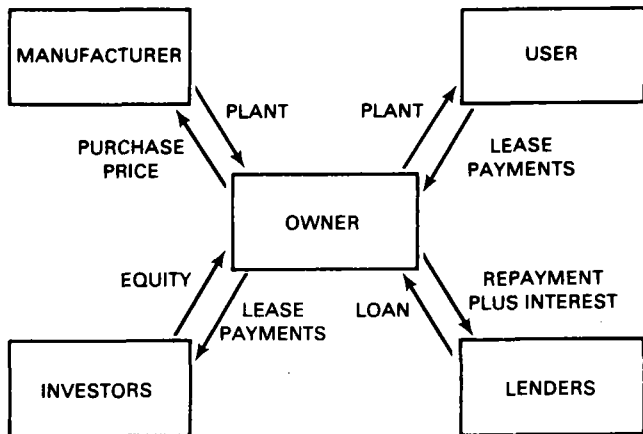 MANUFACTURER
USER
PLANT
PLANT
PURCHASE
PRICE
LEASE
PAYMENTS
OWNER
EQUITY
LEASE
PAYMENTS
LOAN
REPAYMENT
PLUS INTEREST
INVESTORS
LENDERS